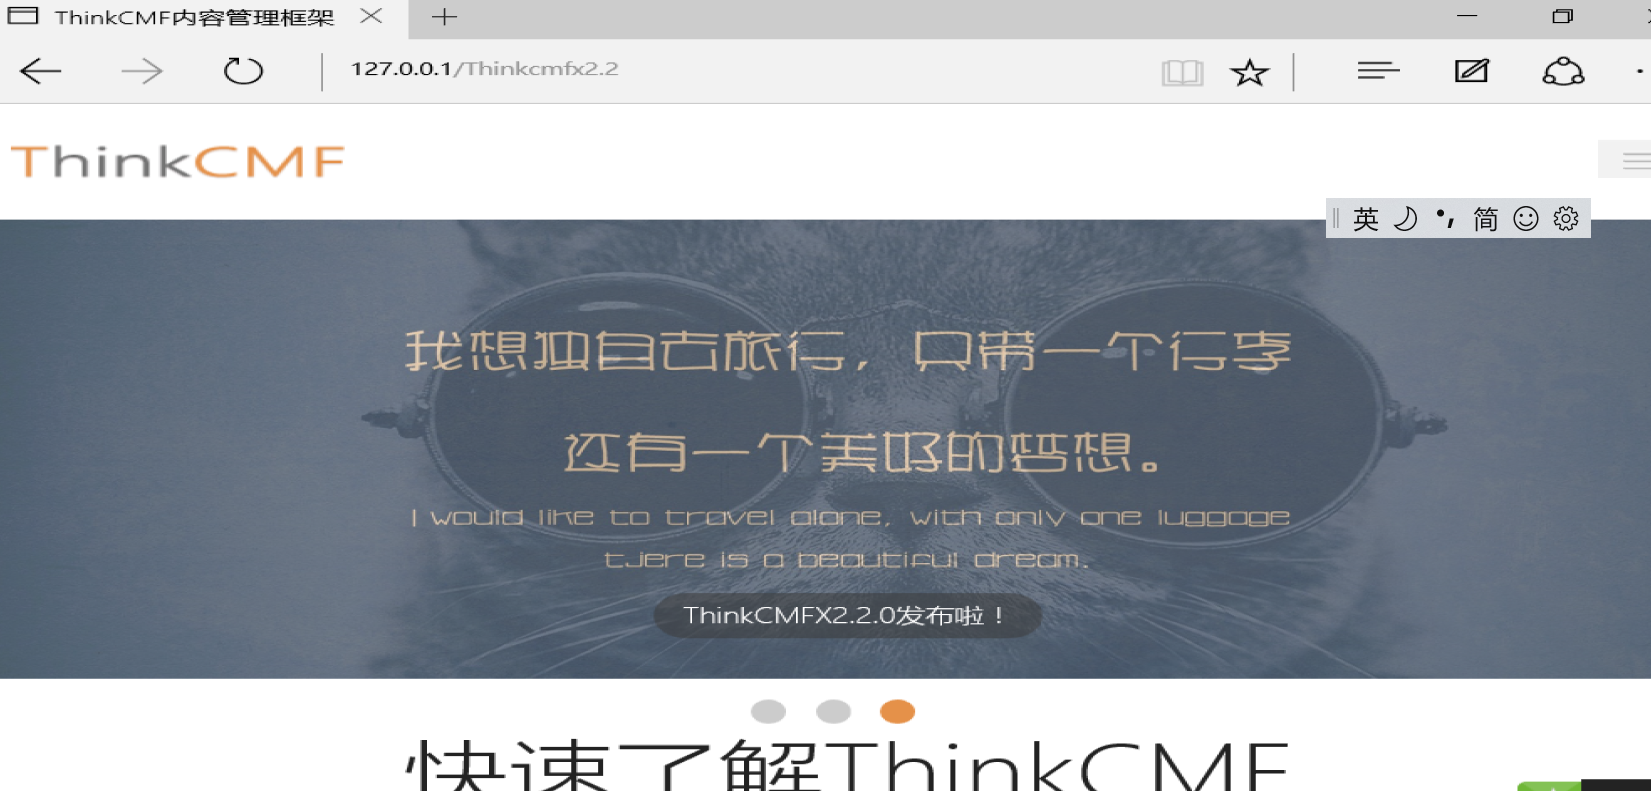 ThinkCMF内容管理框架
127.0.0.1/Thinkcmfx2.2
ThinkCMF
英 简
我想独自去旅行，只带一个行李
还有一个美好的梦想。
I would like to travel alone, with only one luggage
tjere is a beautiful dream.
ThinkCMFX2.2.0发布啦！
快速了解ThinkCMF